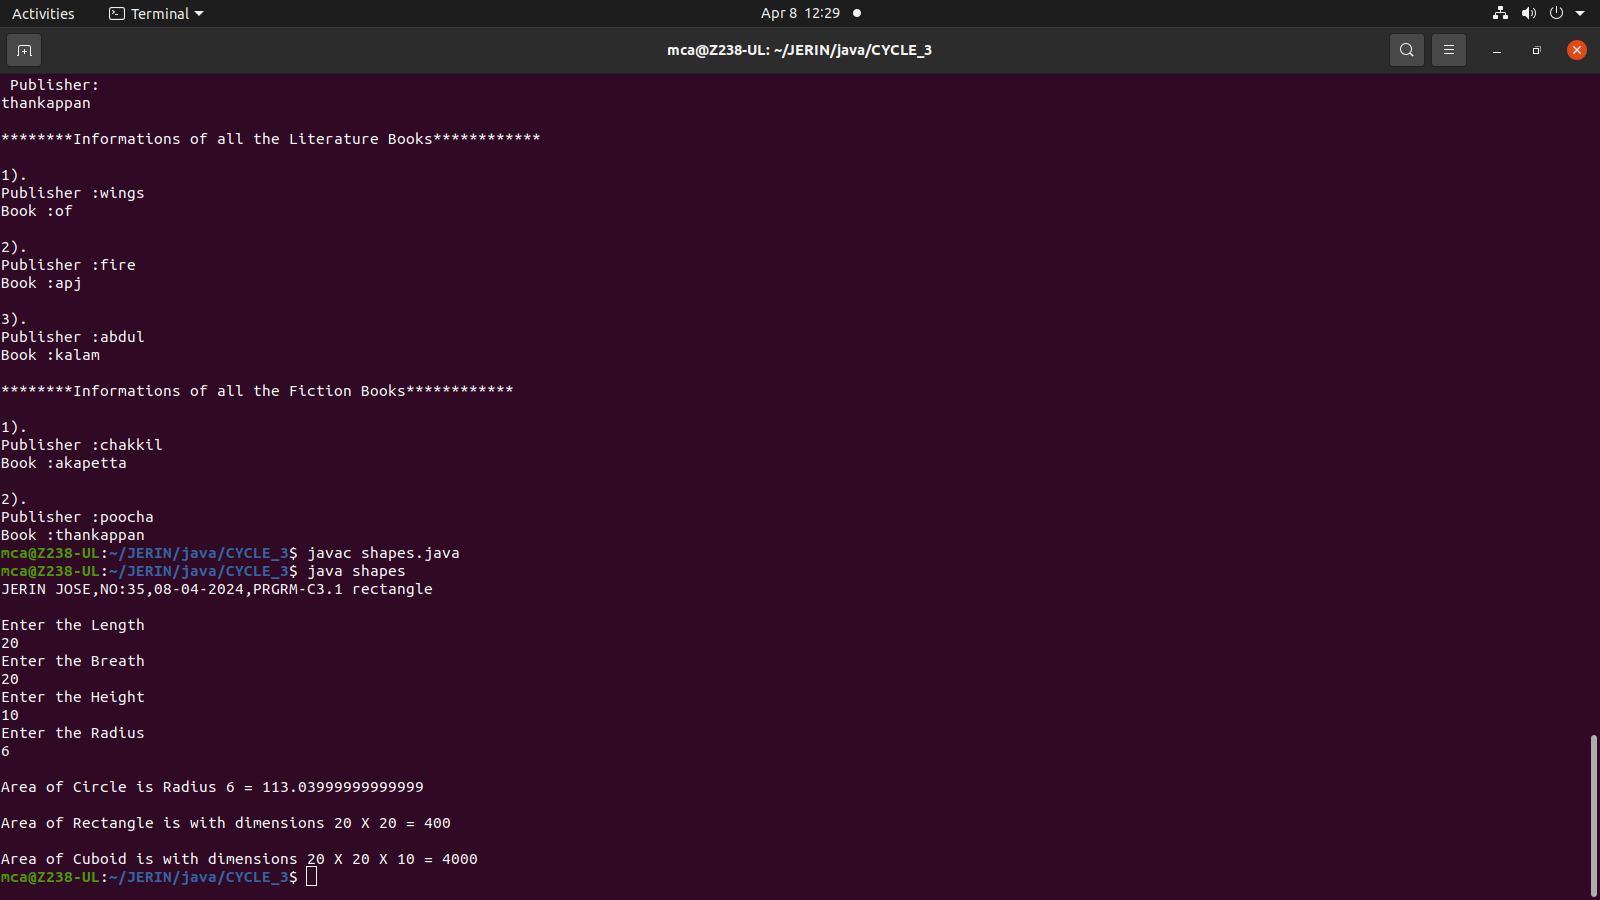 Activities
Terminal
Apr 8 12:29
mca@Z238-UL: ~/JERIN/java/CYCLE_3
Publisher:
thankappan
********Informations of all the Literature Books************
1).
Publisher :wings
Book :of
2).
Publisher :fire
Book :apj
3).
Publisher :abdul
Book :kalam
********Informations of all the Fiction Books************
1).
Publisher :chakkil
Book :akapetta
2).
Publisher :poocha
Book :thankappan
mca@Z238-UL:~/JERIN/java/CYCLE_3$ javac shapes.java
mca@Z238-UL:~/JERIN/java/CYCLE_3$ java shapes
JERIN JOSE,NO:35,08-04-2024,PRGRM-C3.1 rectangle
Enter the Length
20
Enter the Breath
20
Enter the Height
10
Enter the Radius
6
Area of Circle is Radius 6 = 113.03999999999999
Area of Rectangle is with dimensions 20 X 20 = 400
Area of Cuboid is with dimensions 20 X 20 X 10 = 4000
mca@Z238-UL:~/JERIN/java/CYCLE_3$